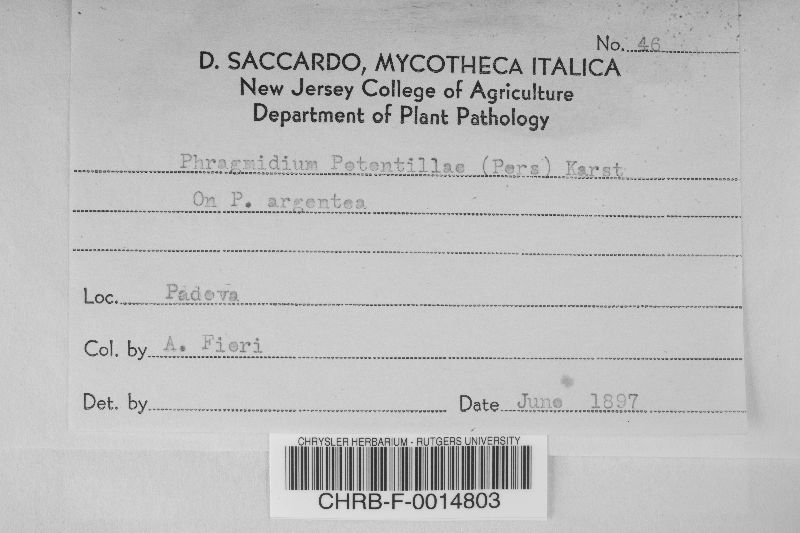 No. 46
D. SACCARDO, MYCOTHECA ITALICA
New Jersey College of Agriculture
Department of Plant Pathology
Phragmidium Potentillae (Pers) Karst
On P. argentea
Loc. Padova
Col. by A. Fiori
Det. by
Date June 1897
CHRYSLER HERBARIUM - RUTGERS UNIVERSITY
CHRB-F-0014803